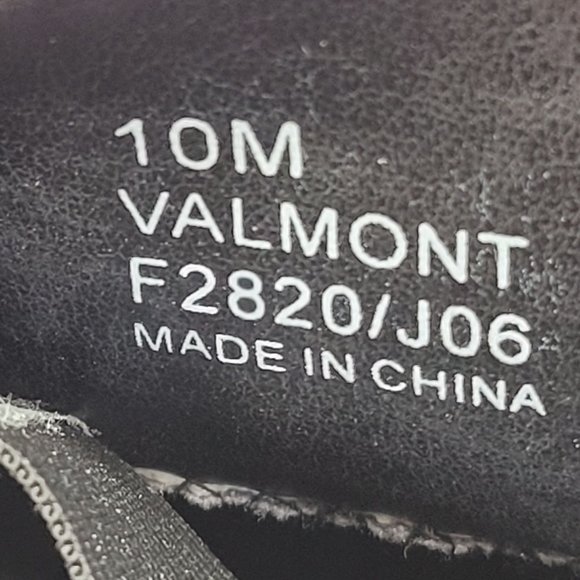 10M
VALMONT
F2820/J06
MADE IN CHINA